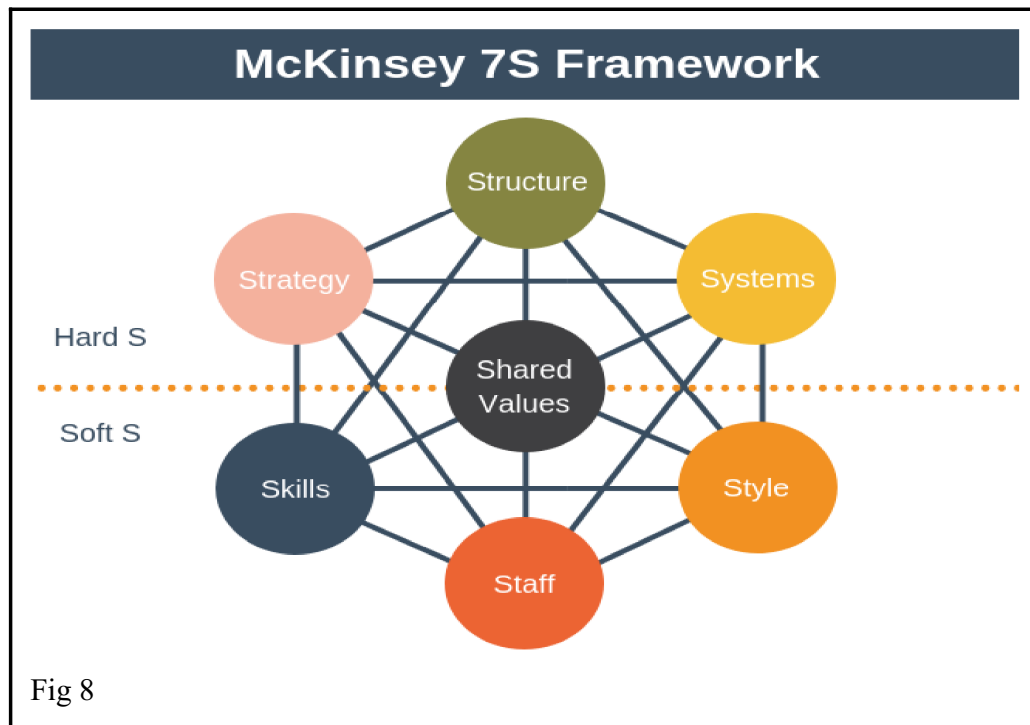 McKinsey 7S Framework
Structure
Strategy
Systems
Hard S
Shared
Values
Soft S
Skills
Style
Staff
Fig 8